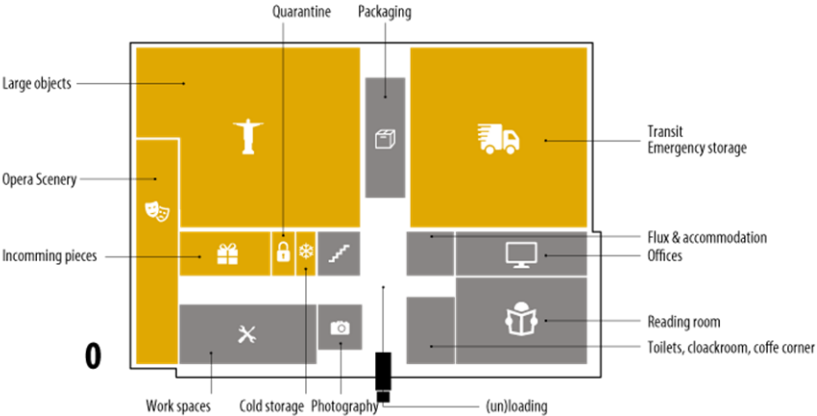 Quarantine
Packaging
Large objects
Transit
Emergency storage
Opera Scenery
Flux & accommodation
Incomming pieces
Offices
Reading room
0
Toilets, cloackroom, coffe corner
Work spaces
Cold storage
Photography
(un)loading